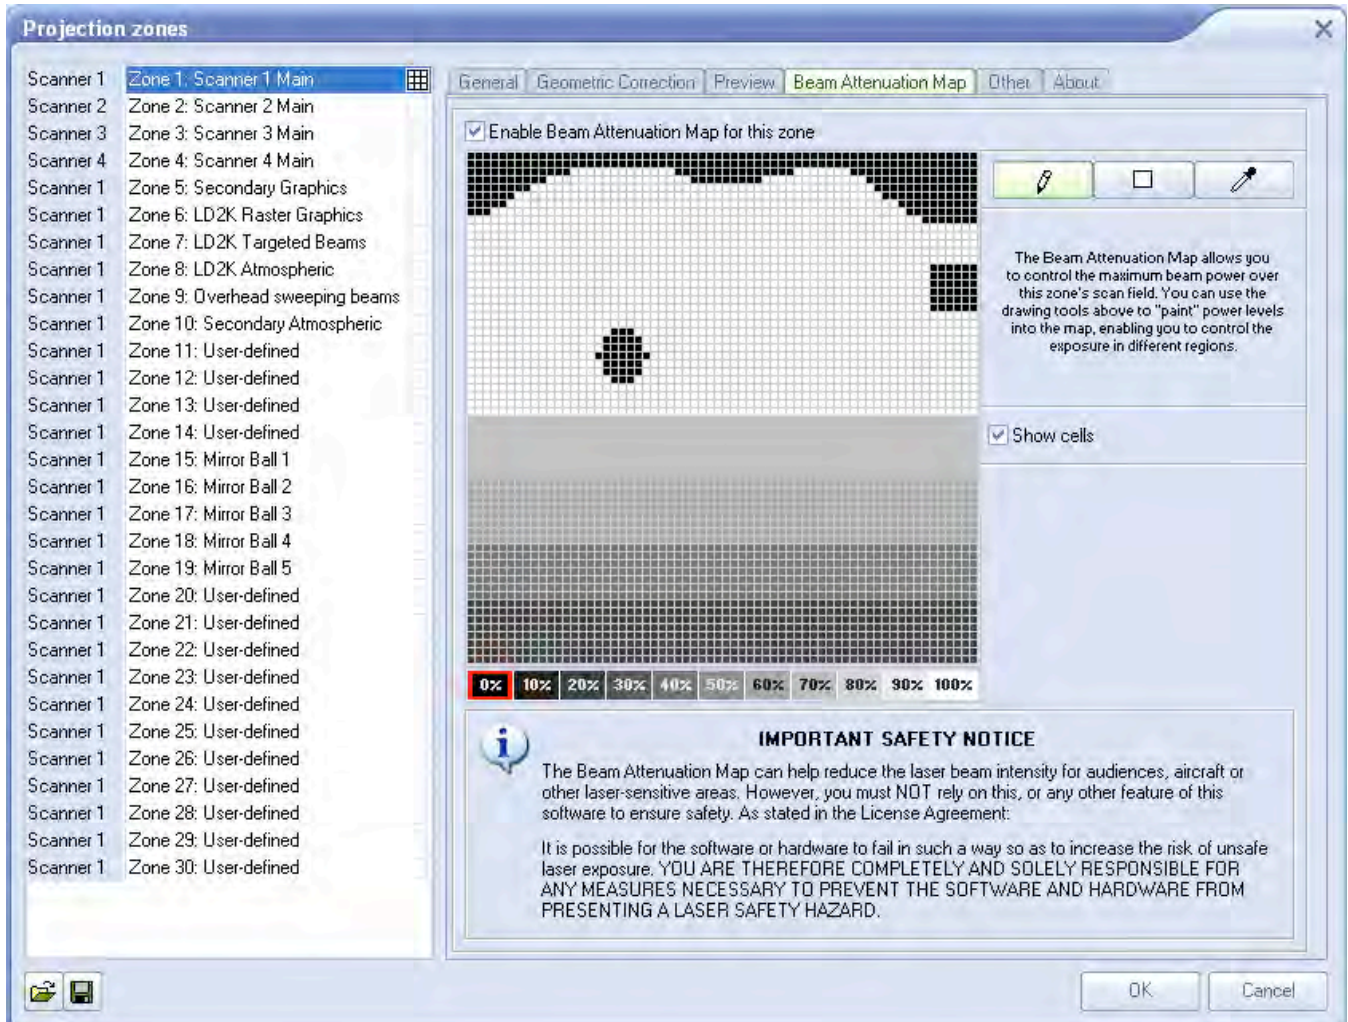 Projection zones
Scanner 1 Zone 1: Scanner 1 Main
Scanner 2 Zone 2: Scanner 2 Main
Scanner 3 Zone 3: Scanner 3 Main
Scanner 4 Zone 4: Scanner 4 Main
Scanner 1 Zone 5: Secondary Graphics
Scanner 1 Zone 6: LD2K Raster Graphics
Scanner 1 Zone 7: LD2K Targeted Beams
Scanner 1 Zone 8: LD2K Atmospheric
Scanner 1 Zone 9: Overhead sweeping beams
Scanner 1 Zone 10: Secondary Atmospheric
Scanner 1 Zone 11: User-defined
Scanner 1 Zone 12: User-defined
Scanner 1 Zone 13: User-defined
Scanner 1 Zone 14: User-defined
Scanner 1 Zone 15: Mirror Ball 1
Scanner 1 Zone 16: Mirror Ball 2
Scanner 1 Zone 17: Mirror Ball 3
Scanner 1 Zone 18: Mirror Ball 4
Scanner 1 Zone 19: Mirror Ball 5
Scanner 1 Zone 20: User-defined
Scanner 1 Zone 21: User-defined
Scanner 1 Zone 22: User-defined
Scanner 1 Zone 23: User-defined
Scanner 1 Zone 24: User-defined
Scanner 1 Zone 25: User-defined
Scanner 1 Zone 26: User-defined
Scanner 1 Zone 27: User-defined
Scanner 1 Zone 28: User-defined
Scanner 1 Zone 29: User-defined
Scanner 1 Zone 30: User-defined
General Geometric Correction Preview Beam Attenuation Map Other About
Enable Beam Attenuation Map for this zone
The Beam Attenuation Map allows you
to control the maximum beam power over
this zone's scan field. You can use the
drawing tools above to "paint" power levels
into the map, enabling you to control the
exposure in different regions.
Show cells
0% 10% 20% 30% 40% 50% 60% 70% 80% 90% 100%
IMPORTANT SAFETY NOTICE
The Beam Attenuation Map can help reduce the laser beam intensity for audiences, aircraft or
other laser-sensitive areas. However, you must NOT rely on this, or any other feature of this
software to ensure safety. As stated in the License Agreement:
It is possible for the software or hardware to fail in such a way so as to increase the risk of unsafe
laser exposure. YOU ARE THEREFORE COMPLETELY AND SOLELY RESPONSIBLE FOR
ANY MEASURES NECESSARY TO PREVENT THE SOFTWARE AND HARDWARE FROM
PRESENTING A LASER SAFETY HAZARD.
OK Cancel